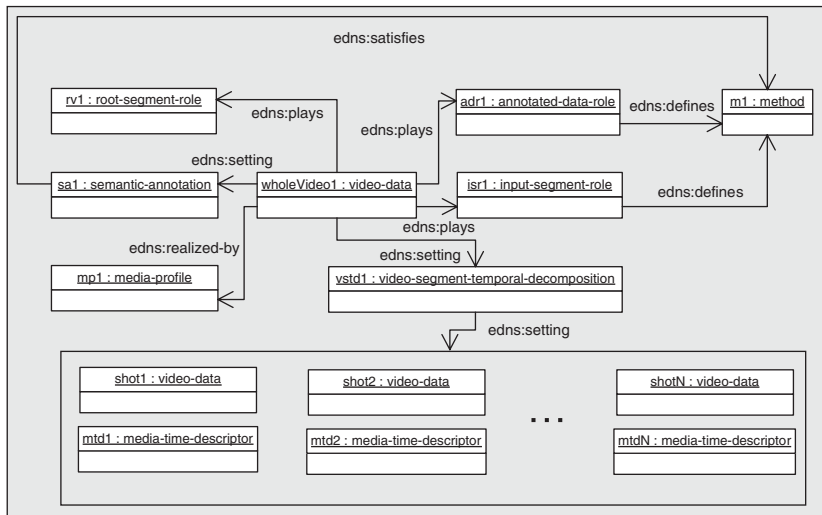 edns:satisfies
rv1 : root-segment-role
adr1 : annotated-data-role
m1 : method
edns:defines
edns:plays
edns:plays
edns:setting
sa1 : semantic-annotation
wholeVideo1 : video-data
isr1 : input-segment-role
edns:defines
edns:plays
edns:realized-by
edns:setting
mp1 : media-profile
vstd1 : video-segment-temporal-decomposition
edns:setting
shot1 : video-data
shot2 : video-data
shotN : video-data
...
mtd1 : media-time-descriptor
mtd2 : media-time-descriptor
mtdN : media-time-descriptor